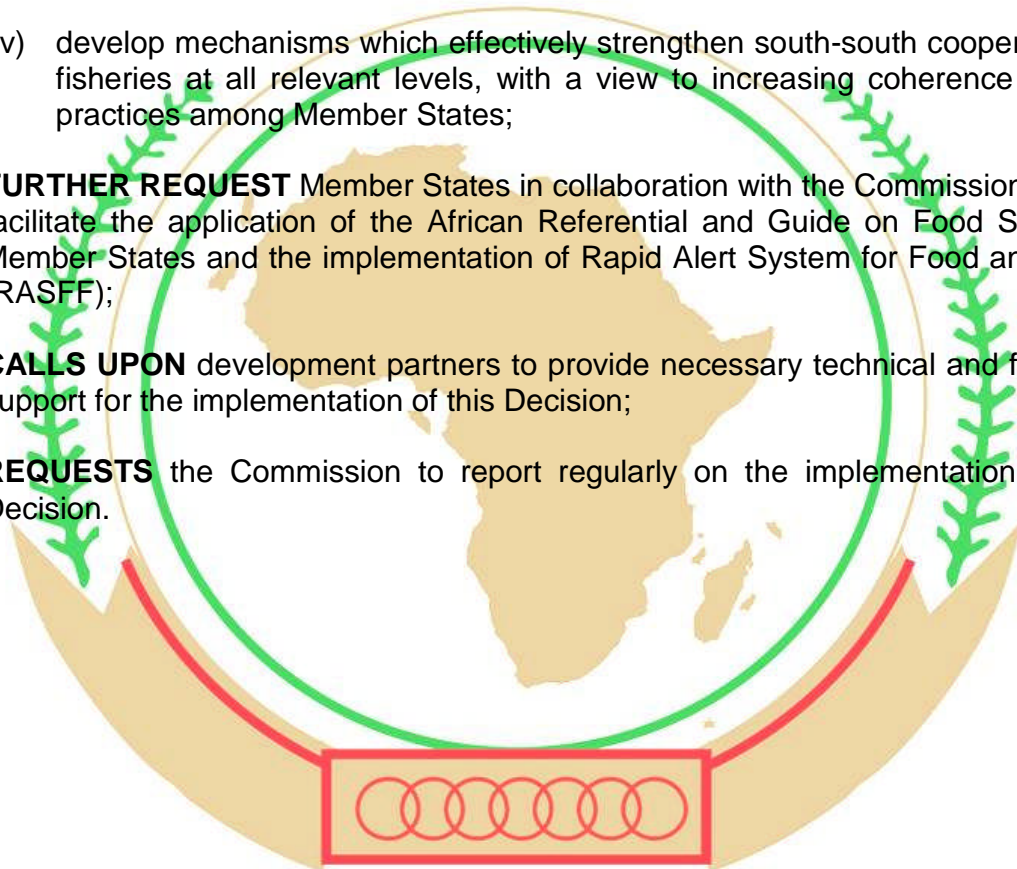 v) develop mechanisms which effectively strengthen south-south cooper
fisheries at all relevant levels, with a view to increasing coherence
practices among Member States;
FURTHER REQUEST Member States in collaboration with the Commission
acilitate the application of the African Referential and Guide on Food S
Member States and the implementation of Rapid Alert System for Food an
RASFF);
CALLS UPON development partners to provide necessary technical and f
upport for the implementation of this Decision;
REQUESTS the Commission to report regularly on the implementation
Decision.